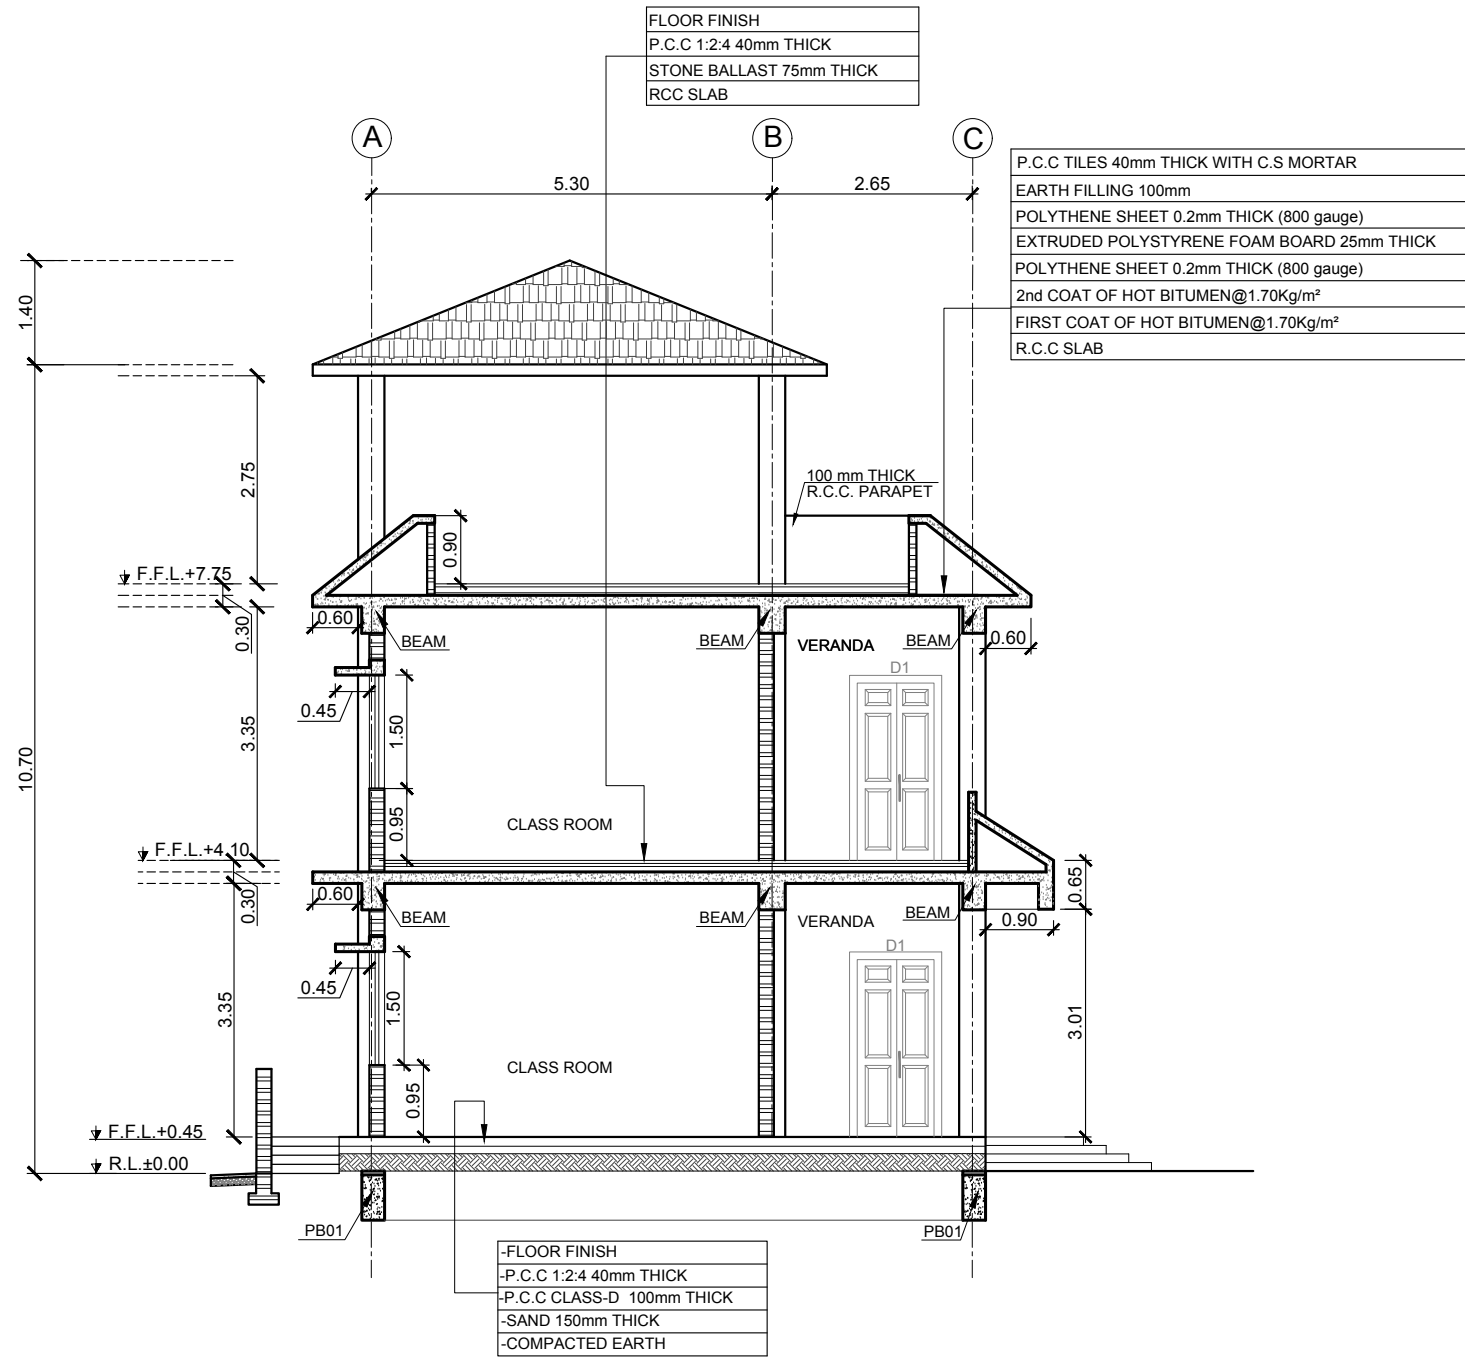 FLOOR FINISH
P.C.C 1:2:4 40mm THICK
STONE BALLAST 75mm THICK
RCC SLAB
A
B
C
5.30
2.65
P.C.C TILES 40mm THICK WITH C.S MORTAR
EARTH FILLING 100mm
POLYTHENE SHEET 0.2mm THICK (800 gauge)
EXTRUDED POLYSTYRENE FOAM BOARD 25mm THICK
POLYTHENE SHEET 0.2mm THICK (800 gauge)
2nd COAT OF HOT BITUMEN@1.70Kg/m²
FIRST COAT OF HOT BITUMEN@1.70Kg/m²
R.C.C SLAB
1.40
2.75
100 mm THICK
R.C.C. PARAPET
0.90
F.F.L.+7.75
0.30
0.60
BEAM
BEAM
VERANDA
BEAM
0.60
D1
0.45
1.50
3.35
10.70
0.95
CLASS ROOM
F.F.L.+4.10
0.30
0.60
BEAM
BEAM
VERANDA
BEAM
0.65
0.90
D1
0.45
1.50
3.35
3.01
CLASS ROOM
0.95
F.F.L.+0.45
R.L.±0.00
PB01
PB01
-FLOOR FINISH
-P.C.C 1:2:4 40mm THICK
-P.C.C CLASS-D 100mm THICK
-SAND 150mm THICK
-COMPACTED EARTH